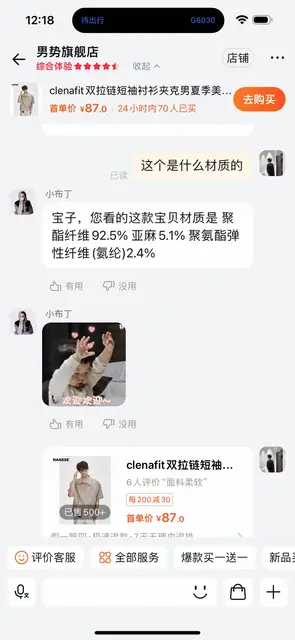 12:18
待出行
G6030
男势旗舰店
综合体验
收起
店铺
clenafit双拉链短袖衬衫夹克男夏季美...
首单价 ¥87.0
24小时内70人已买
去购买
已读
这个是什么材质的
小布丁
宝子，您看的这款宝贝材质是 聚
酯纤维92.5% 亚麻5.1% 聚氨酯弹
性纤维(氨纶)2.4%
有用
没用
小布丁
欢迎欢迎~
有用
没用
NANSEE
clenafit双拉链短袖...
6人评价“面料柔软”
每200减30
已售 500+
首单价 ¥87.0
评价客服
全部服务
爆款买一送一
新品